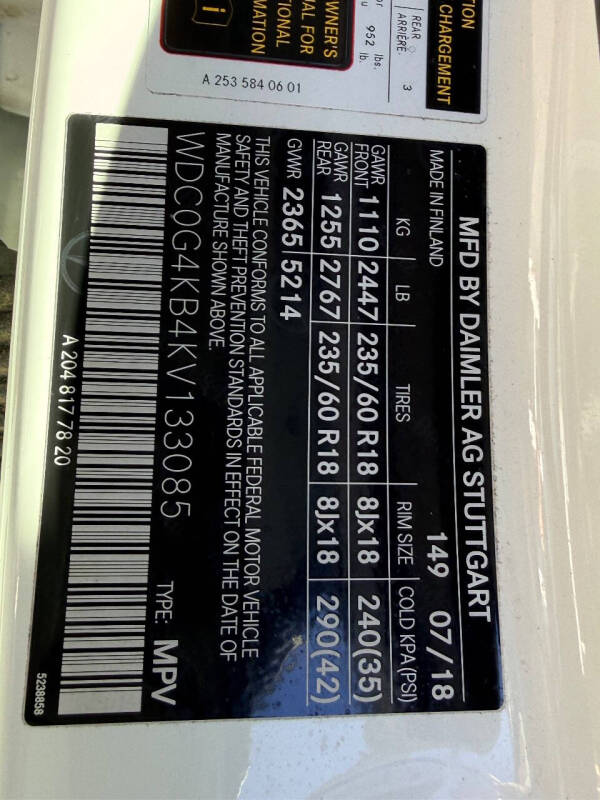 TION
CHARGEMENT
REAR
ARRIÈRE
3
952 lbs.
lb.
OWNER'S
AL FOR
TIONAL
MATION
i
A 253 584 06 01
MFD BY DAIMLER AG STUTTGART
MADE IN FINLAND 149 07/18
KG LB TIRES RIM SIZE COLD KPA (PSI)
GAWR
FRONT 1110 2447 235/60 R18 8Jx18 240(35)
GAWR
REAR 1255 2767 235/60 R18 8Jx18 290(42)
GVWR 2365 5214
THIS VEHICLE CONFORMS TO ALL APPLICABLE FEDERAL MOTOR VEHICLE
SAFETY AND THEFT PREVENTION STANDARDS IN EFFECT ON THE DATE OF
MANUFACTURE SHOWN ABOVE.
WDC0G4KB4KV133085 TYPE: MPV
A 204 817 78 20
5238858